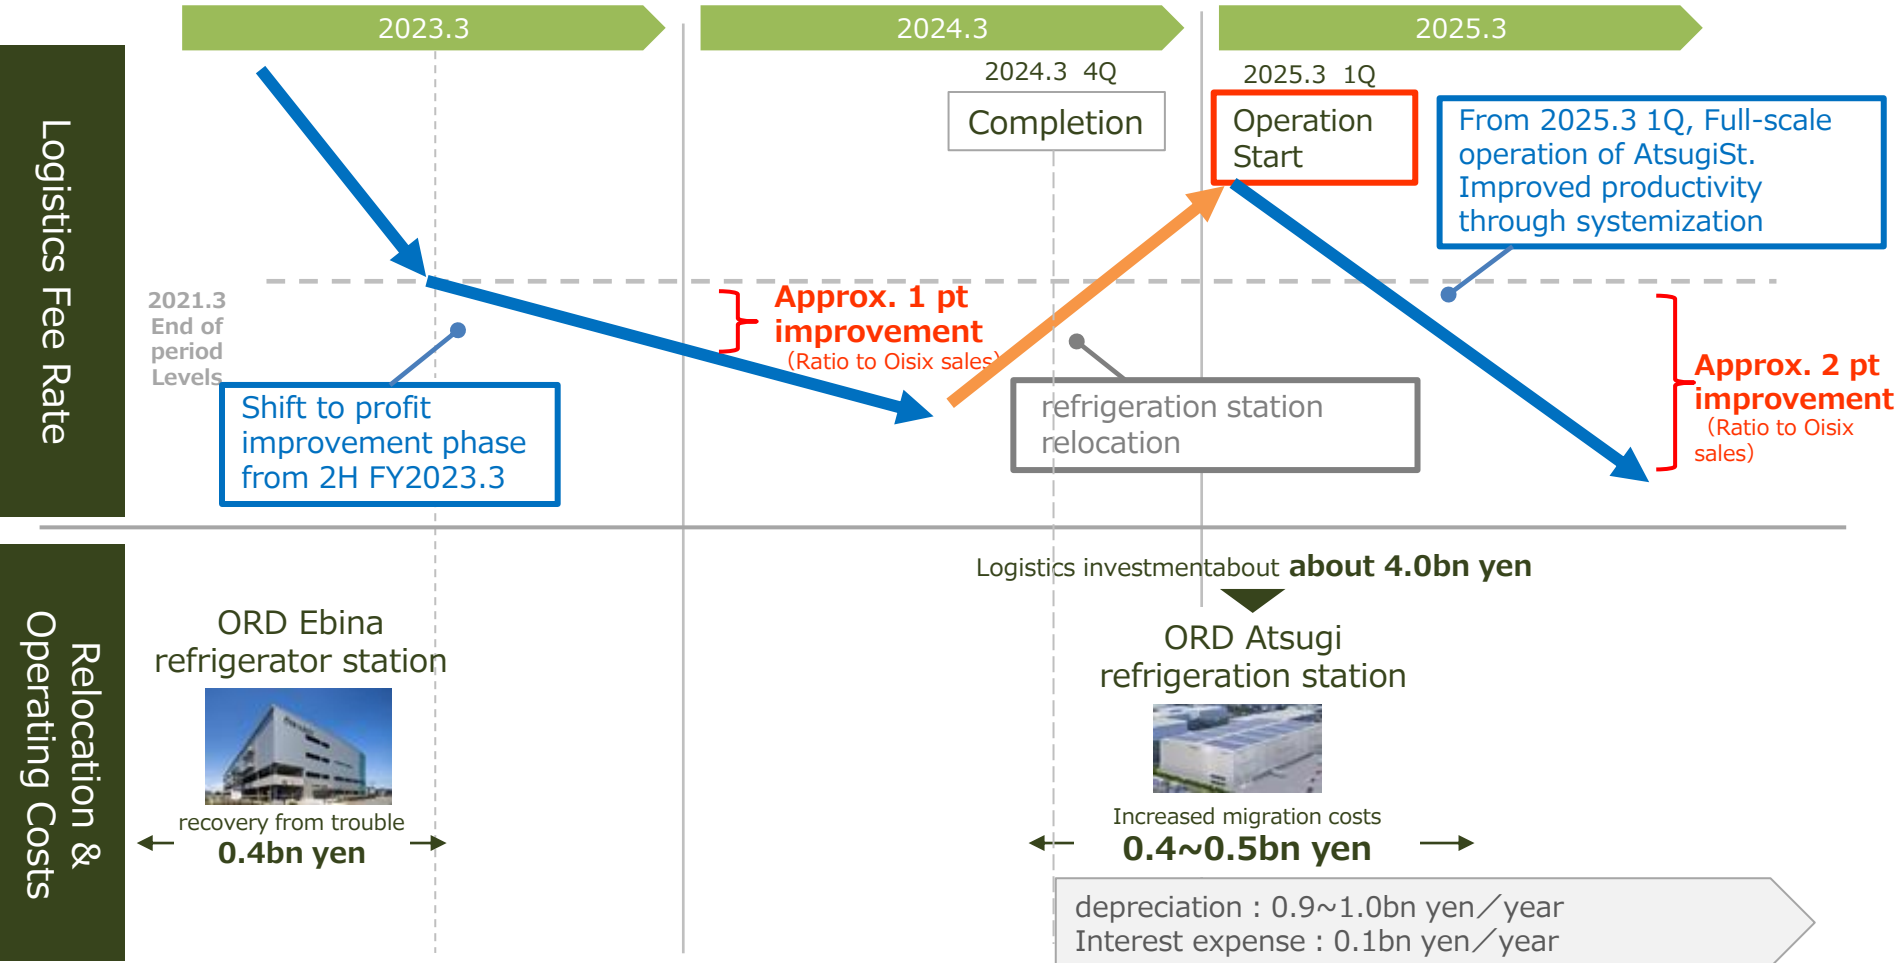 2023.3
2024.3
2025.3
Logistics Fee Rate
2024.3 4Q
Completion
2025.3 1Q
Operation
Start
From 2025.3 1Q, Full-scale
operation of AtsugiSt.
Improved productivity
through systemization
2021.3
End of
period
Levels
Approx. 1 pt
improvement
（Ratio to Oisix sales）
Shift to profit
improvement phase
from 2H FY2023.3
refrigeration station
relocation
Approx. 2 pt
improvement
（Ratio to Oisix
sales）
Relocation &
Operating Costs
Logistics investmentabout about 4.0bn yen
ORD Ebina
refrigerator station
recovery from trouble
0.4bn yen
ORD Atsugi
refrigeration station
Increased migration costs
0.4~0.5bn yen
depreciation : 0.9~1.0bn yen／year
Interest expense : 0.1bn yen／year